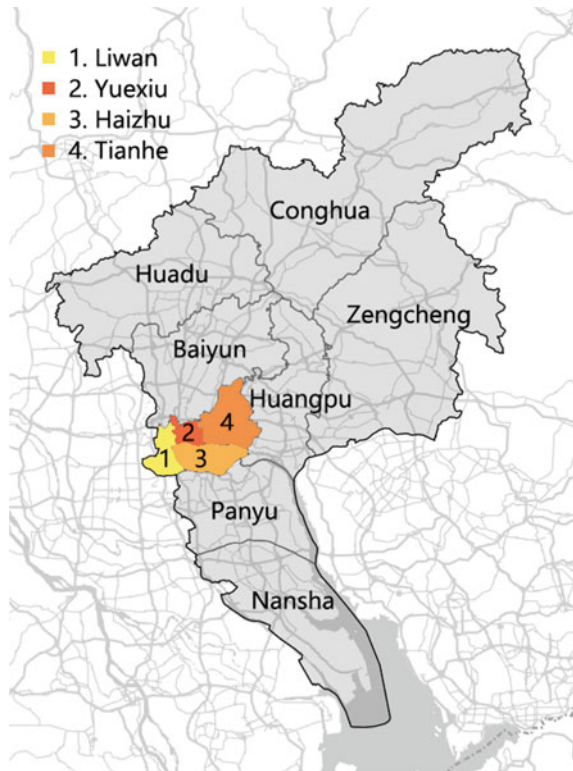 1. Liwan
2. Yuexiu
3. Haizhu
4. Tianhe
Conghua
Huadu
Zengcheng
Baiyun
Huangpu
4
2
1
3
Panyu
Nansha